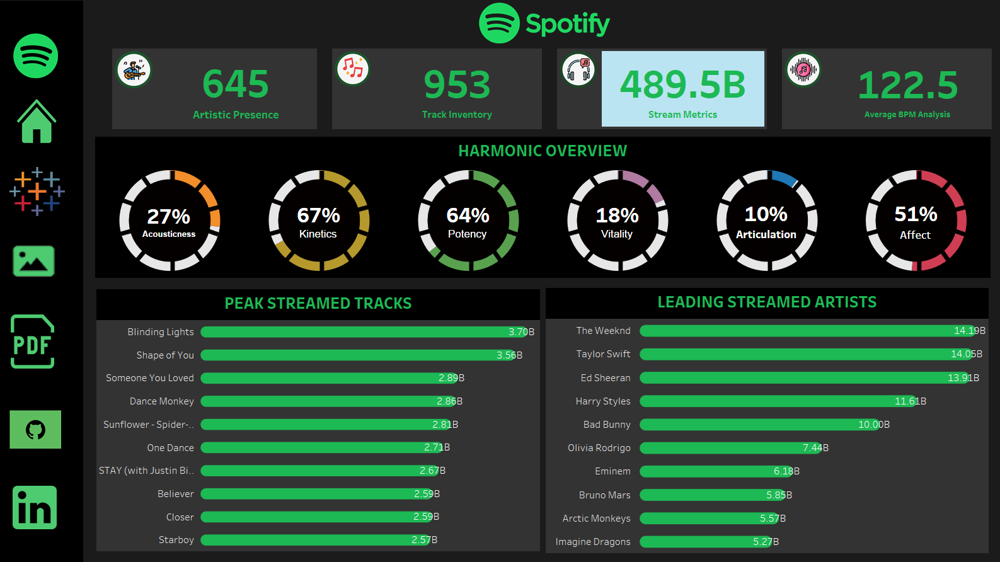 Spotify
645
Artistic Presence
953
Track Inventory
489.5B
Stream Metrics
122.5
Average BPM Analysis
HARMONIC OVERVIEW
27%
Acousticness
67%
Kinetics
64%
Potency
18%
Vitality
10%
Articulation
51%
Affect
PDF
in
PEAK STREAMED TRACKS
Blinding Lights 3.70B
Shape of You 3.56B
Someone You Loved 2.89B
Dance Monkey 2.86B
Sunflower - Spider-.. 2.81B
One Dance 2.71B
STAY (with Justin Bi.. 2.67B
Believer 2.59B
Closer 2.59B
Starboy 2.57B
LEADING STREAMED ARTISTS
The Weeknd 14.19B
Taylor Swift 14.05B
Ed Sheeran 13.91B
Harry Styles 11.61B
Bad Bunny 10.00B
Olivia Rodrigo 7.44B
Eminem 6.18B
Bruno Mars 5.85B
Arctic Monkeys 5.57B
Imagine Dragons 5.27B